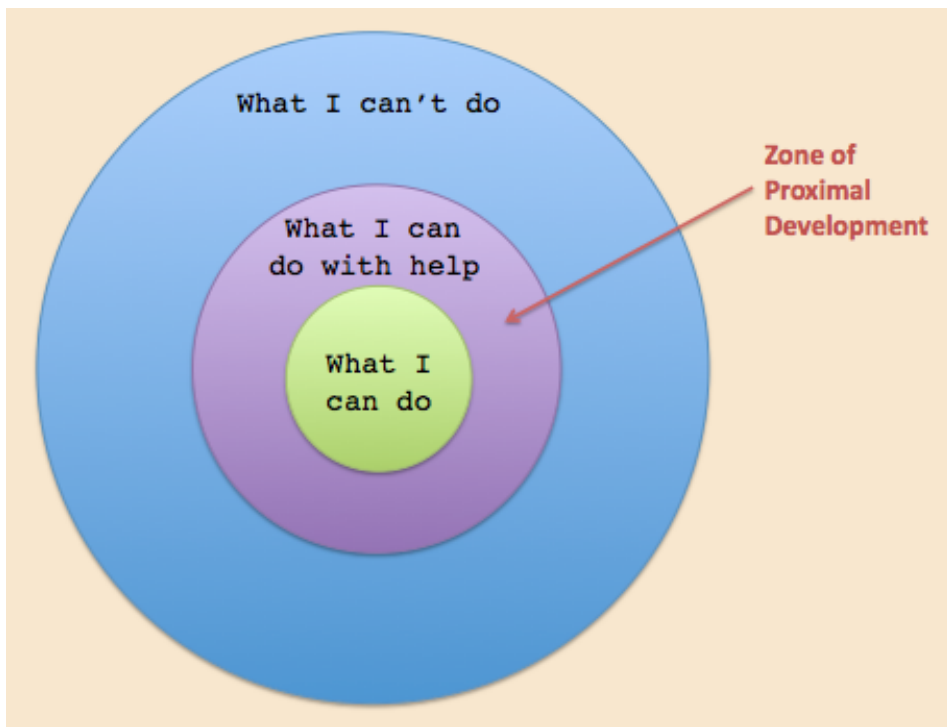 What I can’t do
Zone of
Proximal
Development
What I can
do with help
What I
can do